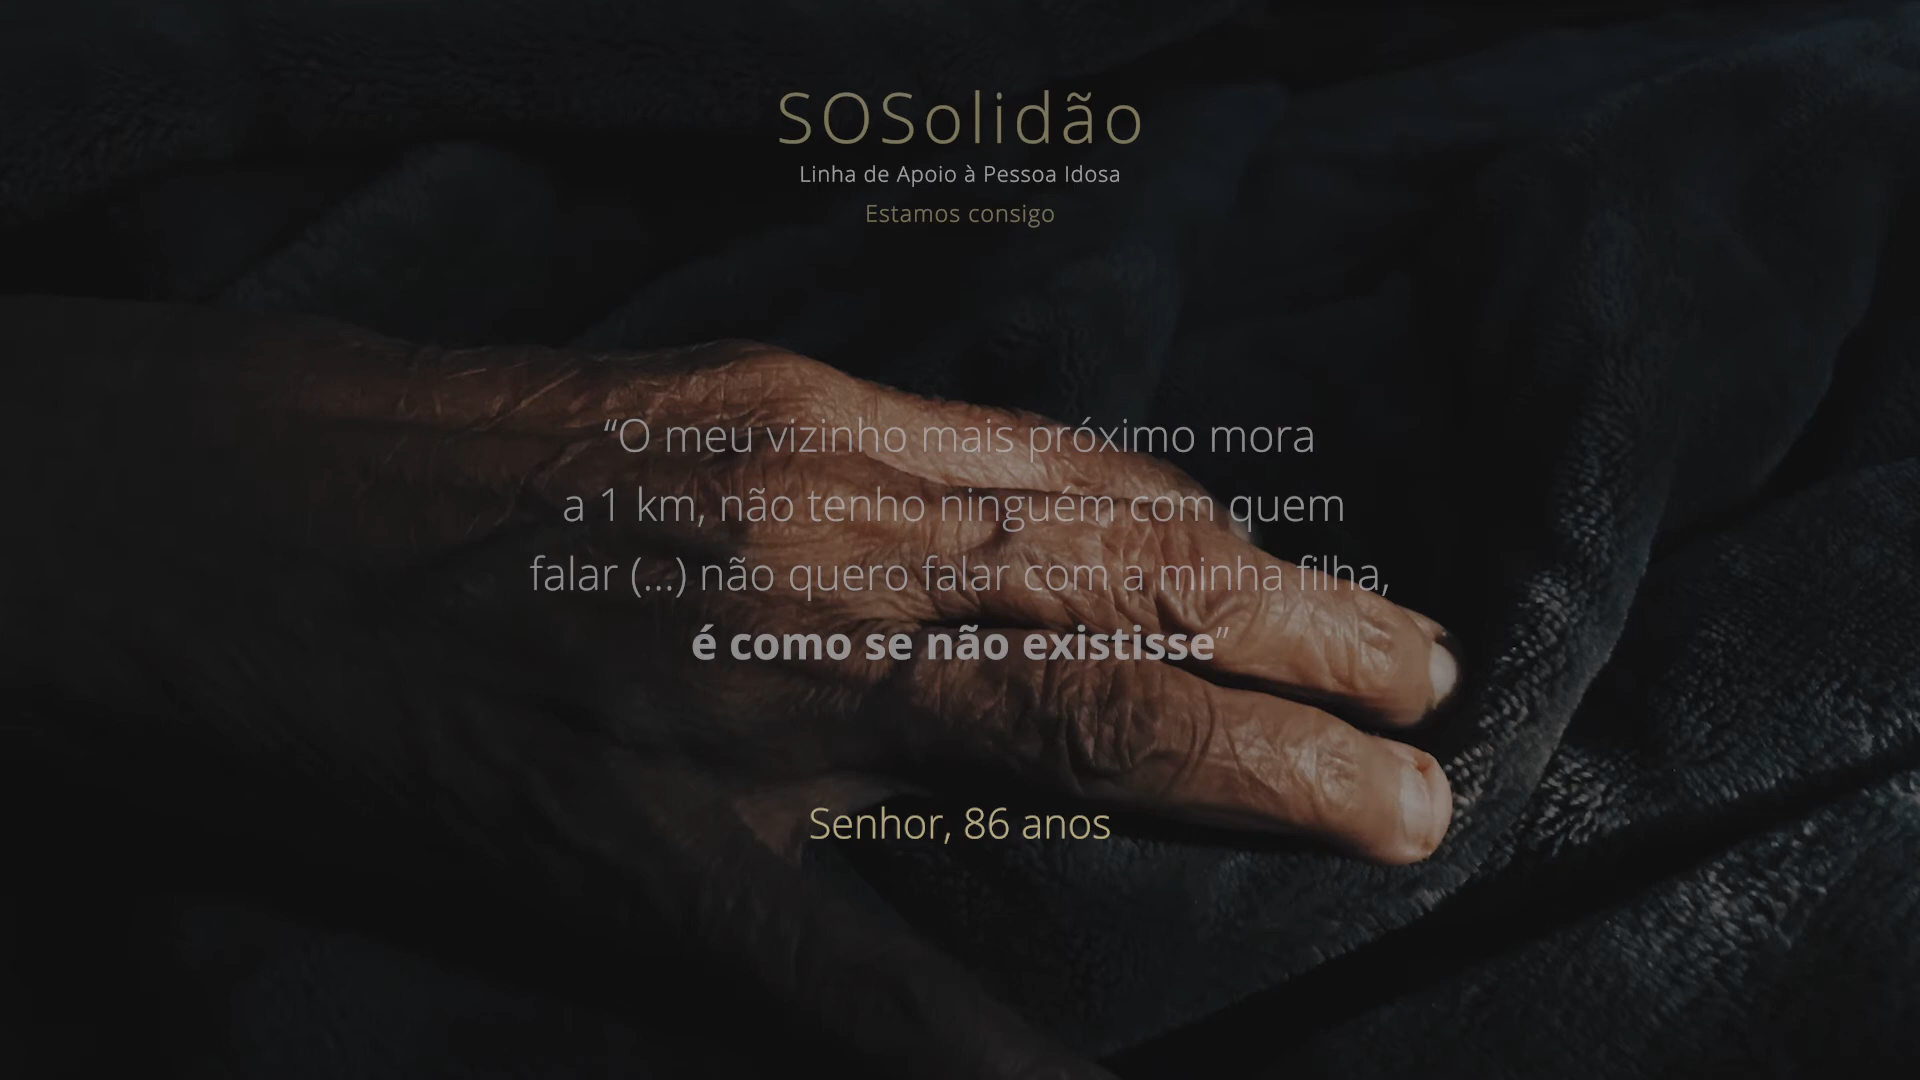 SOSolidão
Linha de Apoio à Pessoa Idosa
Estamos consigo
“O meu vizinho mais próximo mora
a 1 km, não tenho ninguém com quem
falar (...) não quero falar com a minha filha,
é como se não existisse”
Senhor, 86 anos